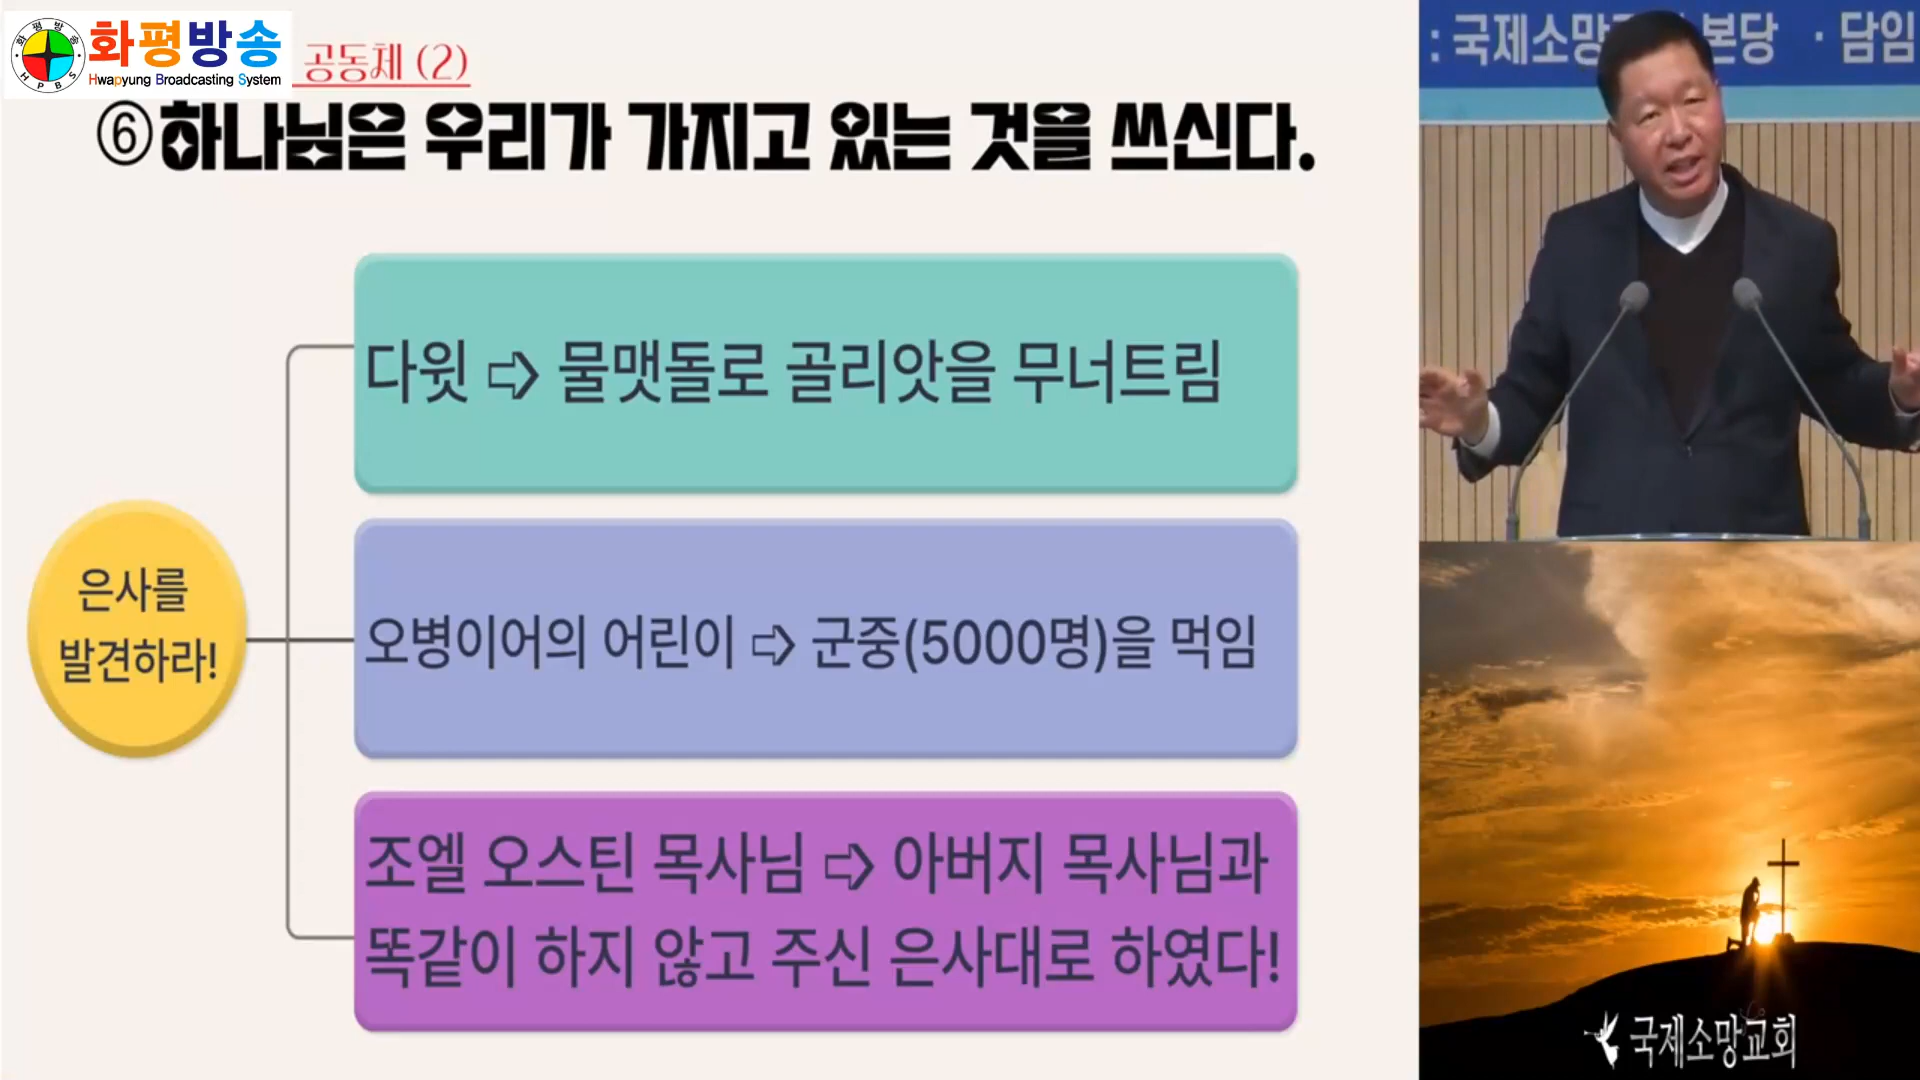 화평방송
Hwapyung Broadcasting System
화평방송
HPBS
공동체 (2)
⑥하나님은 우리가 가지고 있는 것을 쓰신다.
은사를
발견하라!
다윗 ⇨ 물맷돌로 골리앗을 무너트림
오병이어의 어린이 ⇨ 군중(5000명)을 먹임
조엘 오스틴 목사님 ⇨ 아버지 목사님과
똑같이 하지 않고 주신 은사대로 하였다!
: 국제소망 본당 · 담임
국제소망교회